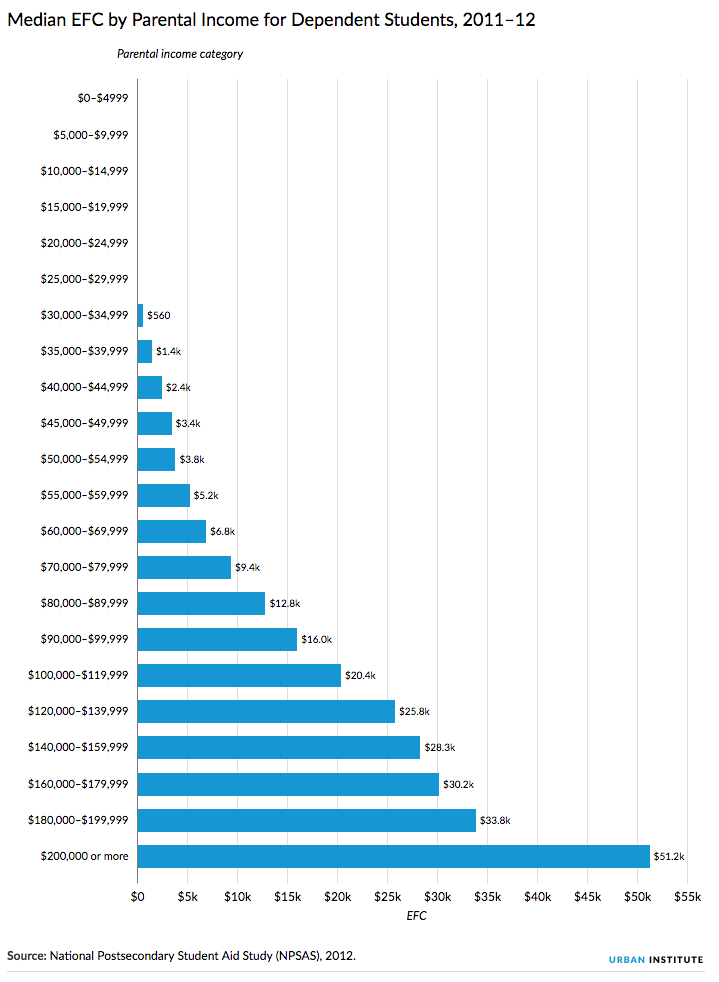 Median EFC by Parental Income for Dependent Students, 2011–12
Parental income category
$0–$4999
$5,000–$9,999
$10,000–$14,999
$15,000–$19,999
$20,000–$24,999
$25,000–$29,999
$30,000–$34,999 $560
$35,000–$39,999 $1.4k
$40,000–$44,999 $2.4k
$45,000–$49,999 $3.4k
$50,000–$54,999 $3.8k
$55,000–$59,999 $5.2k
$60,000–$69,999 $6.8k
$70,000–$79,999 $9.4k
$80,000–$89,999 $12.8k
$90,000–$99,999 $16.0k
$100,000–$119,999 $20.4k
$120,000–$139,999 $25.8k
$140,000–$159,999 $28.3k
$160,000–$179,999 $30.2k
$180,000–$199,999 $33.8k
$200,000 or more $51.2k
$0 $5k $10k $15k $20k $25k $30k $35k $40k $45k $50k $55k
EFC
Source: National Postsecondary Student Aid Study (NPSAS), 2012.
URBAN INSTITUTE